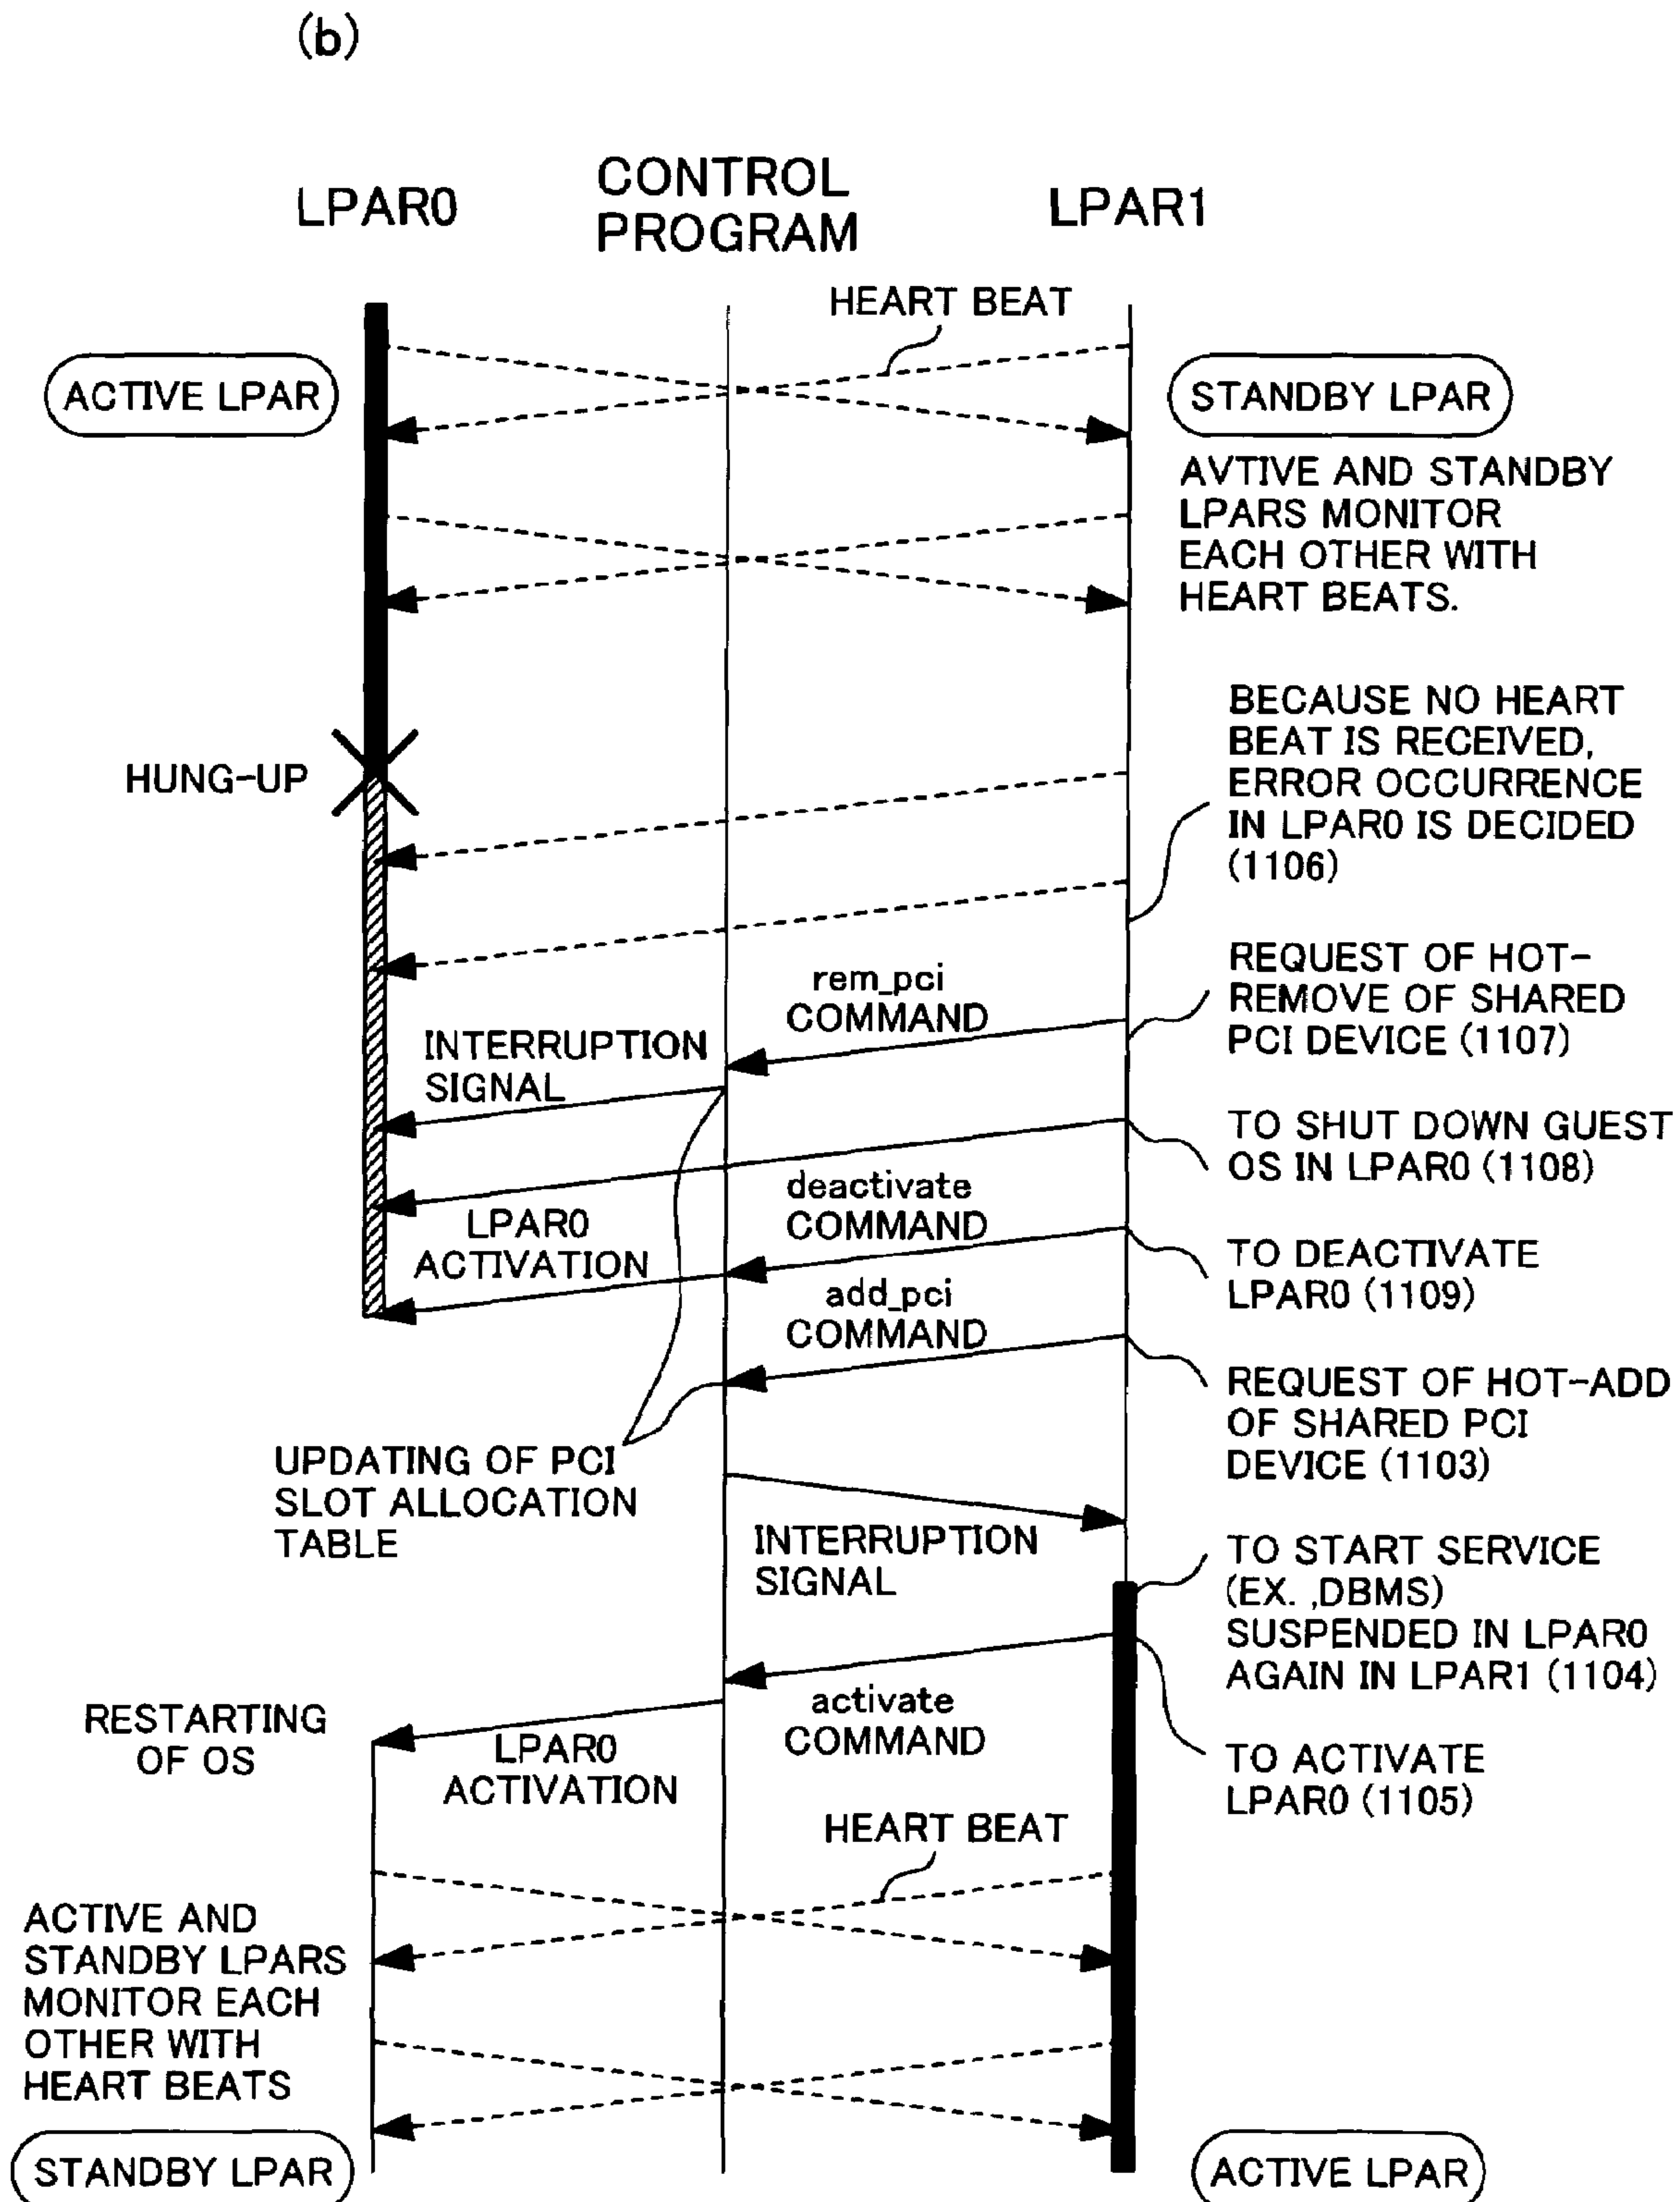 (b)
LPAR0
CONTROL
PROGRAM
LPAR1
HEART BEAT
ACTIVE LPAR
STANDBY LPAR
AVTIVE AND STANDBY
LPARS MONITOR
EACH OTHER WITH
HEART BEATS.
HUNG-UP
BECAUSE NO HEART
BEAT IS RECEIVED,
ERROR OCCURRENCE
IN LPAR0 IS DECIDED
(1106)
rem_pci
COMMAND
REQUEST OF HOT-
REMOVE OF SHARED
PCI DEVICE (1107)
INTERRUPTION
SIGNAL
TO SHUT DOWN GUEST
OS IN LPAR0 (1108)
deactivate
COMMAND
LPAR0
ACTIVATION
TO DEACTIVATE
LPAR0 (1109)
add_pci
COMMAND
REQUEST OF HOT-ADD
OF SHARED PCI
DEVICE (1103)
UPDATING OF PCI
SLOT ALLOCATION
TABLE
INTERRUPTION
SIGNAL
TO START SERVICE
(EX. ,DBMS)
SUSPENDED IN LPAR0
AGAIN IN LPAR1 (1104)
activate
COMMAND
RESTARTING
OF OS
LPAR0
ACTIVATION
TO ACTIVATE
LPAR0 (1105)
HEART BEAT
ACTIVE AND
STANDBY LPARS
MONITOR EACH
OTHER WITH
HEART BEATS
STANDBY LPAR
ACTIVE LPAR